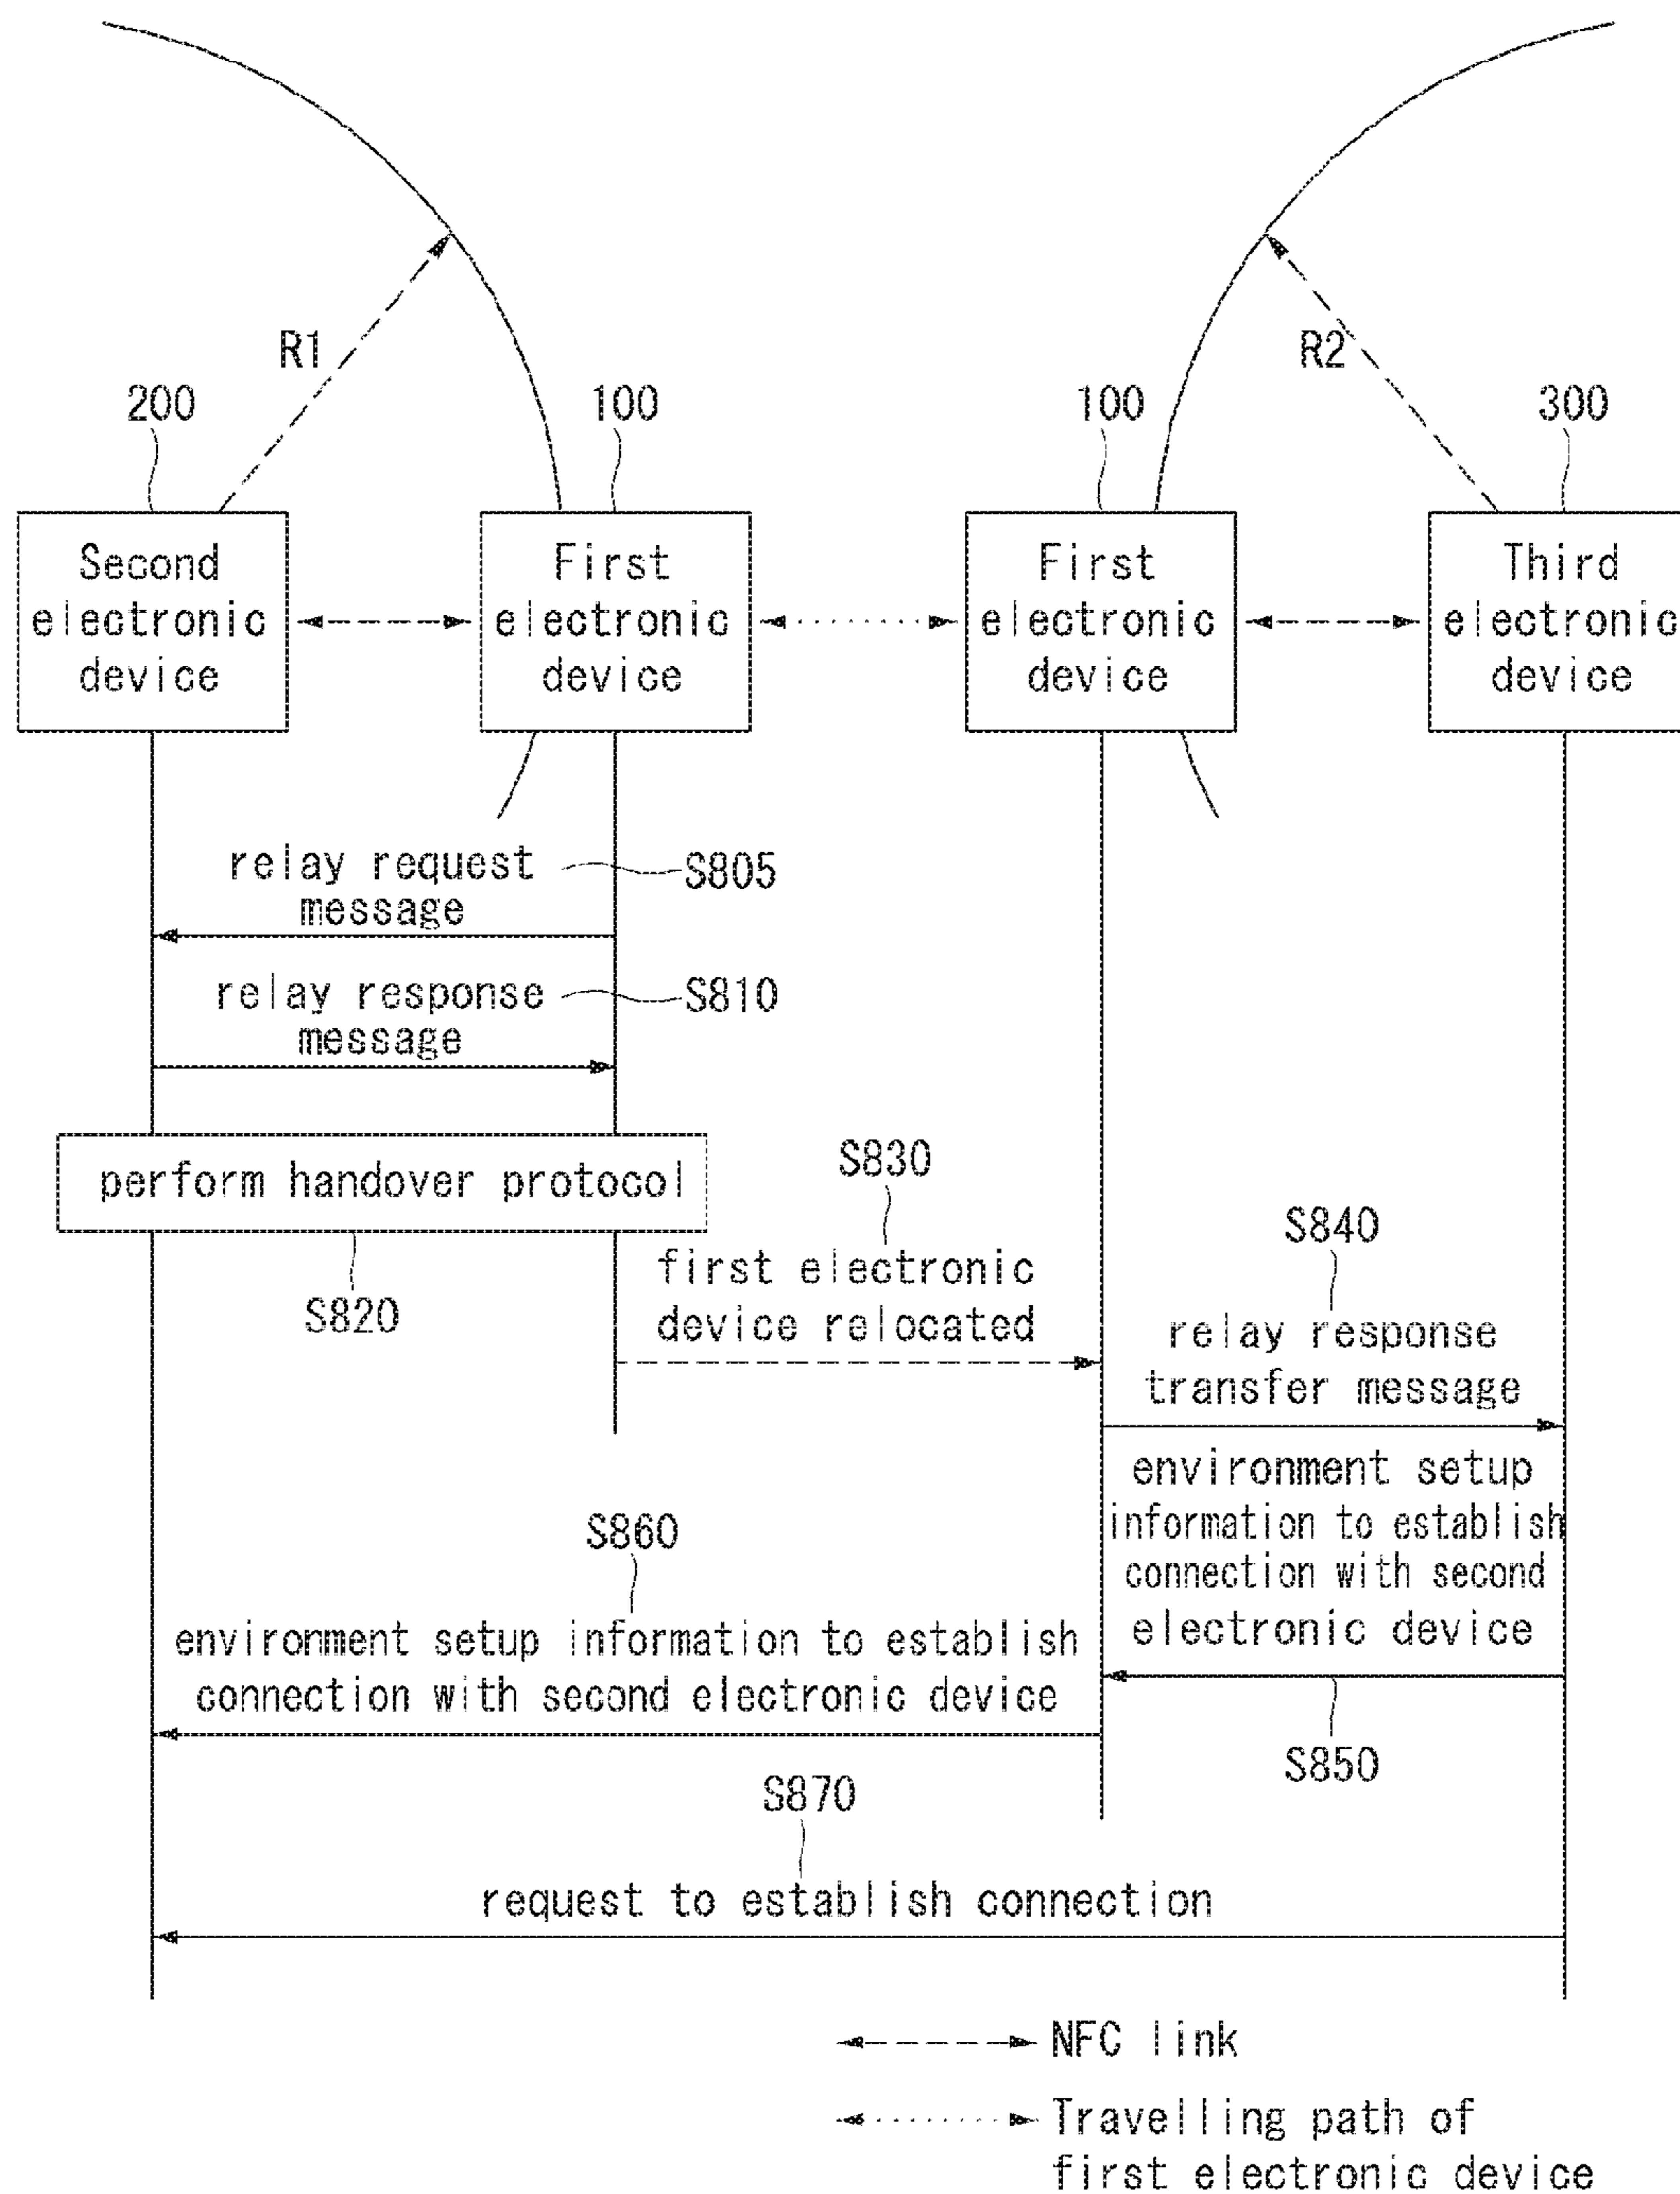 R1
R2
200
100
100
300
Second
electronic
device
First
electronic
device
First
electronic
device
Third
electronic
device
relay request
message
S805
relay response
message
S810
perform handover protocol
S820
S830
first electronic
device relocated
S840
relay response
transfer message
environment setup
information to establish
connection with second
electronic device
S850
S860
environment setup information to establish
connection with second electronic device
S870
request to establish connection
NFC link
Travelling path of
first electronic device